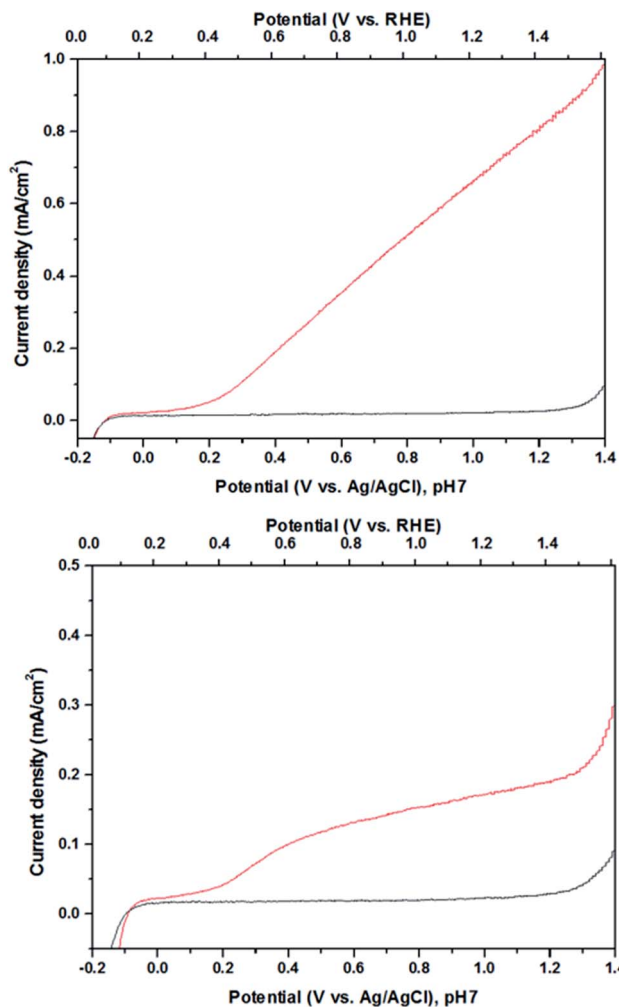 Potential (V vs. RHE)
0.0 0.2 0.4 0.6 0.8 1.0 1.2 1.4
1.0
0.8
0.6
0.4
0.2
0.0
Current density (mA/cm²)
-0.2 0.0 0.2 0.4 0.6 0.8 1.0 1.2 1.4
Potential (V vs. Ag/AgCl), pH7
Potential (V vs. RHE)
0.0 0.2 0.4 0.6 0.8 1.0 1.2 1.4 1.6
0.5
0.4
0.3
0.2
0.1
0.0
Current density (mA/cm²)
-0.2 0.0 0.2 0.4 0.6 0.8 1.0 1.2 1.4
Potential (V vs. Ag/AgCl), pH7